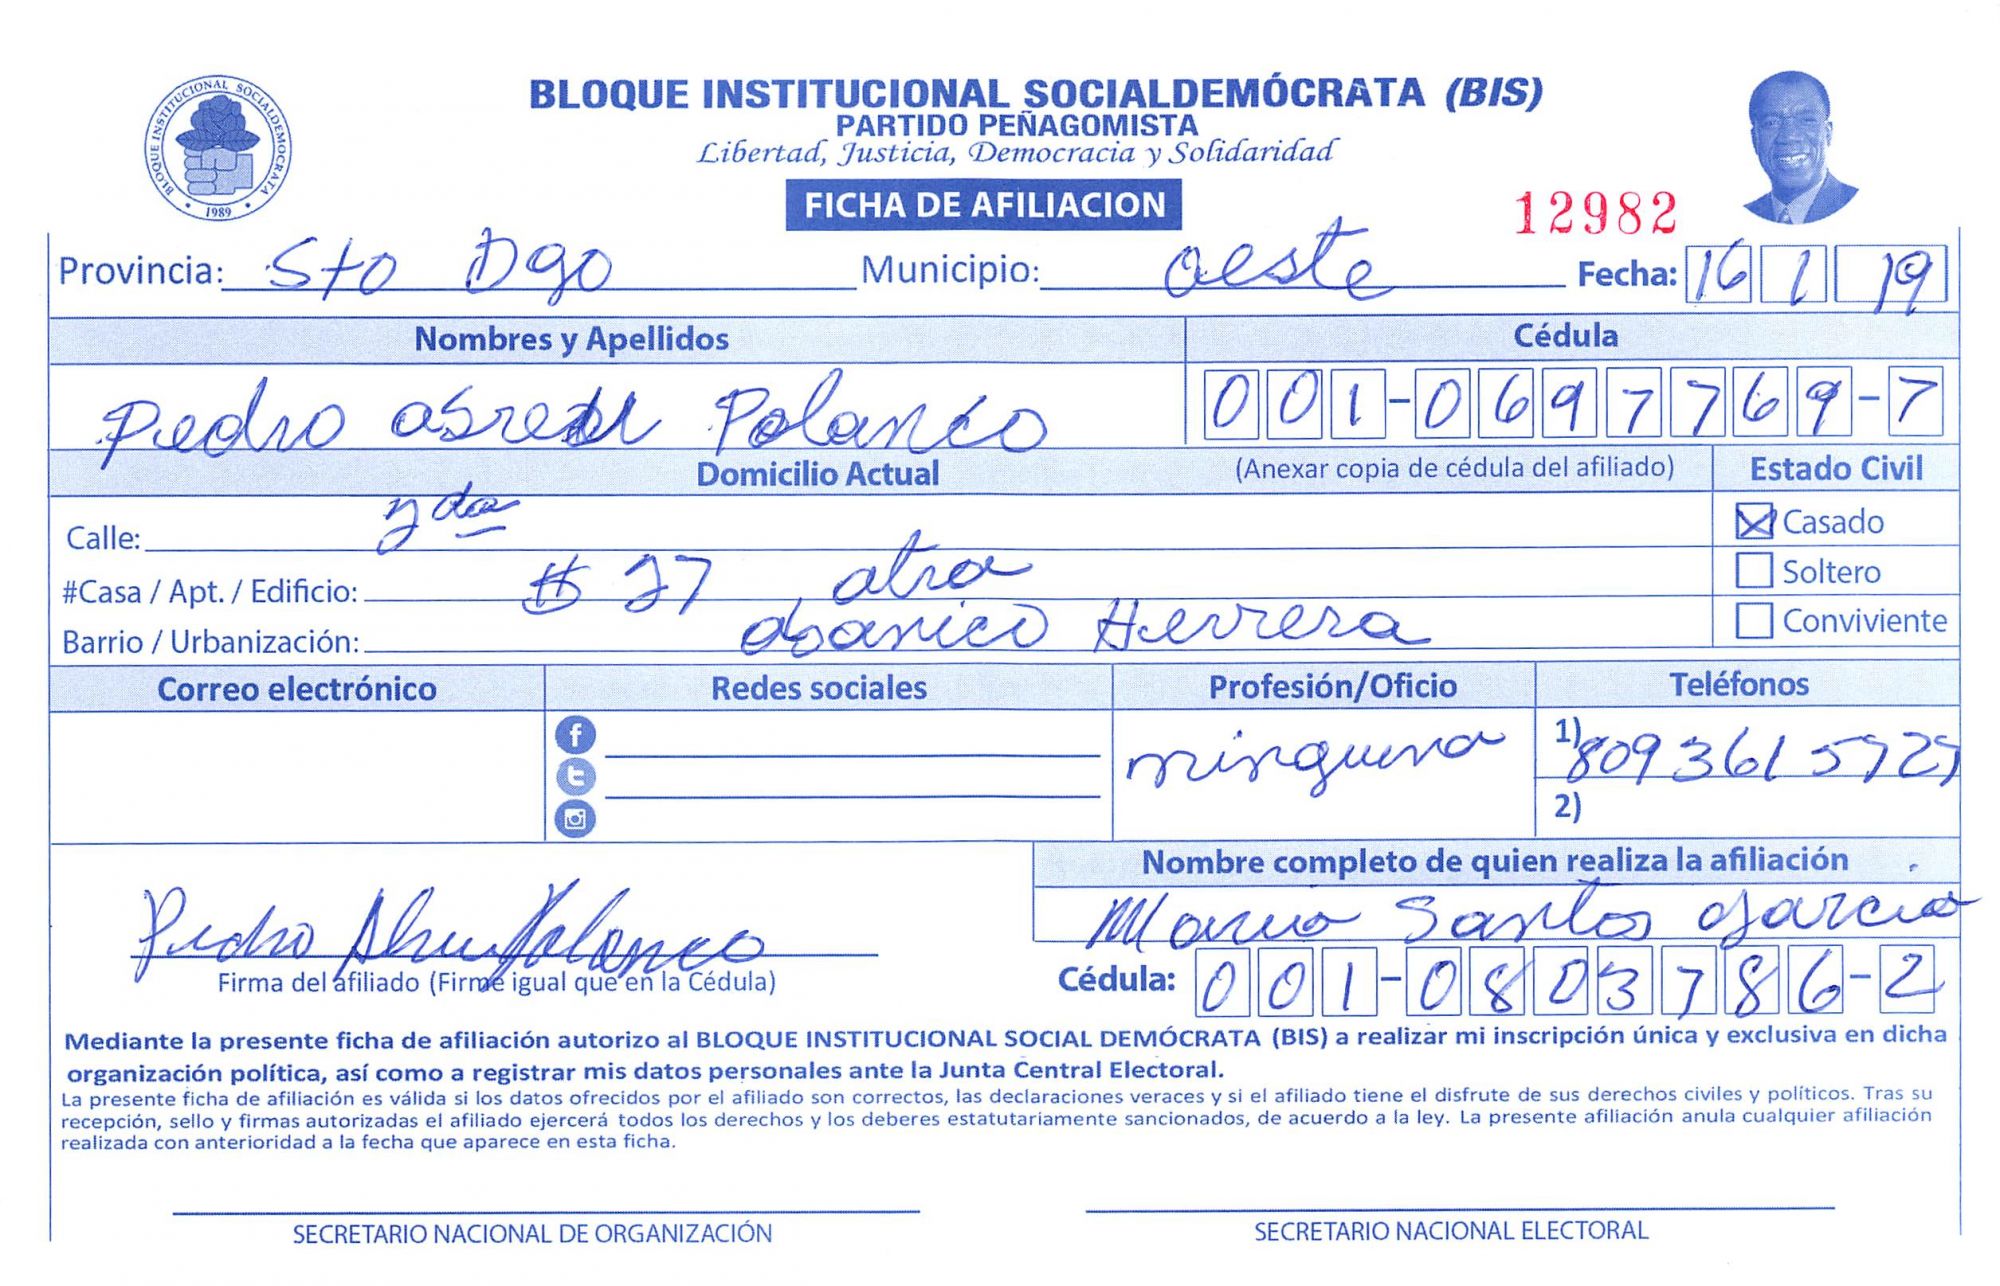 BLOQUE INSTITUCIONAL SOCIALDEMOCRATA
1989
BLOQUE INSTITUCIONAL SOCIALDEMÓCRATA (BIS)
PARTIDO PEÑAGOMISTA
Libertad, Justicia, Democracia y Solidaridad
FICHA DE AFILIACION
12982
Provincia: Sto Dgo Municipio: Oeste Fecha: 16 1 19
Nombres y Apellidos Cédula
Pedro abreu Polanco 001-0697769-7
Domicilio Actual (Anexar copia de cédula del afiliado) Estado Civil
Calle: Casado
#Casa / Apt. / Edificio: # 27 atra Soltero
Barrio / Urbanización: Herrera Conviviente
Correo electrónico Redes sociales Profesión/Oficio Teléfonos
ninguna 1) 809361
2)
Nombre completo de quien realiza la afiliación
Pedro Abreu Polanco Santos Garcia
Firma del afiliado (Firme igual que en la Cédula) Cédula: 001-0803786-2
Mediante la presente ficha de afiliación autorizo al BLOQUE INSTITUCIONAL SOCIAL DEMÓCRATA (BIS) a realizar mi inscripción única y exclusiva en dicha
organización política, así como a registrar mis datos personales ante la Junta Central Electoral.
La presente ficha de afiliación es válida si los datos ofrecidos por el afiliado son correctos, las declaraciones veraces y si el afiliado tiene el disfrute de sus derechos civiles y políticos. Tras su
recepción, sello y firmas autorizadas el afiliado ejercerá todos los derechos y los deberes estatutariamente sancionados, de acuerdo a la ley. La presente afiliación anula cualquier afiliación
realizada con anterioridad a la fecha que aparece en esta ficha.
SECRETARIO NACIONAL DE ORGANIZACIÓN SECRETARIO NACIONAL ELECTORAL